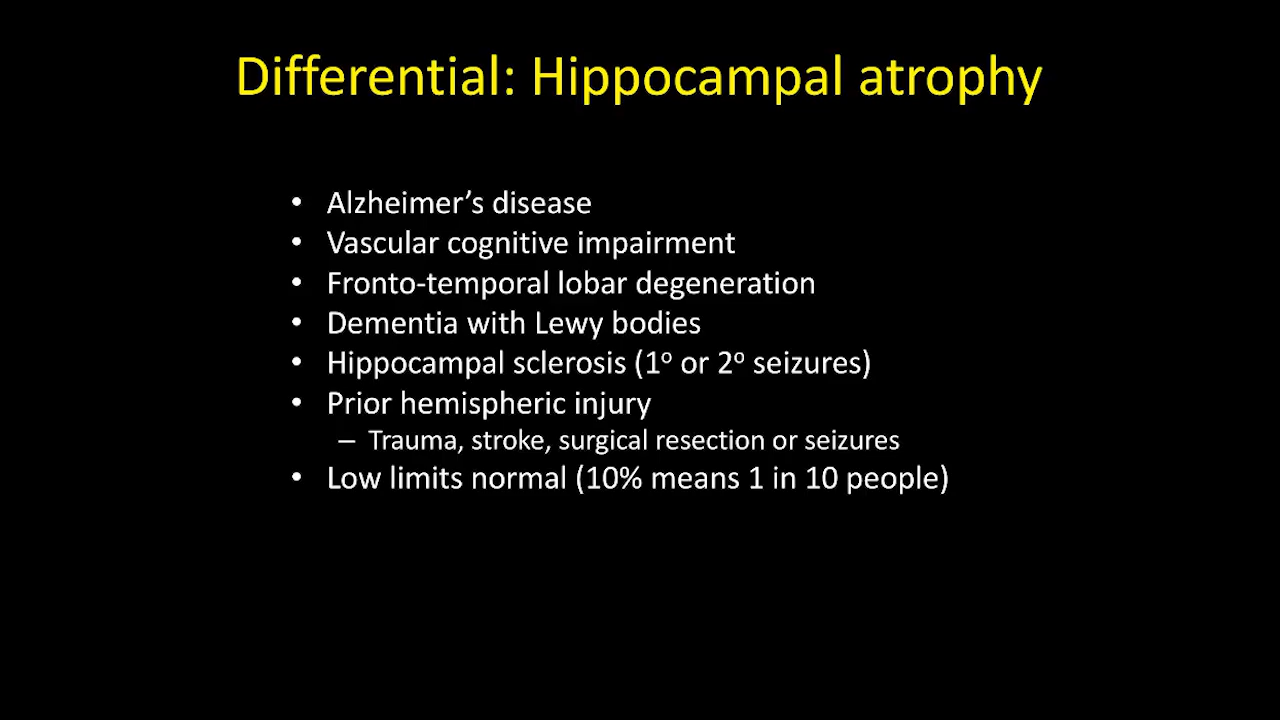 Differential: Hippocampal atrophy
• Alzheimer’s disease
• Vascular cognitive impairment
• Fronto-temporal lobar degeneration
• Dementia with Lewy bodies
• Hippocampal sclerosis (1º or 2º seizures)
• Prior hemispheric injury
– Trauma, stroke, surgical resection or seizures
• Low limits normal (10% means 1 in 10 people)